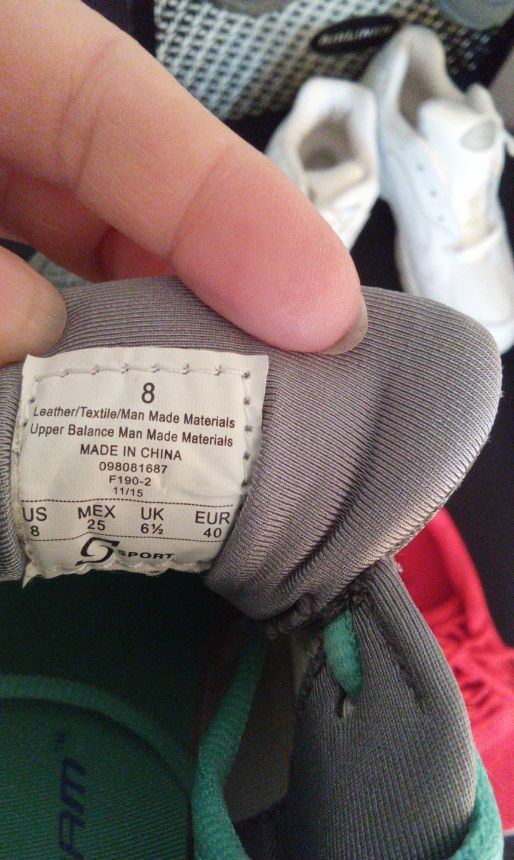 8
Leather/Textile/Man Made Materials
Upper Balance Man Made Materials
MADE IN CHINA
098081687
F190-2
11/15
US MEX UK EUR
8 25 6½ 40
S SPORT
AM